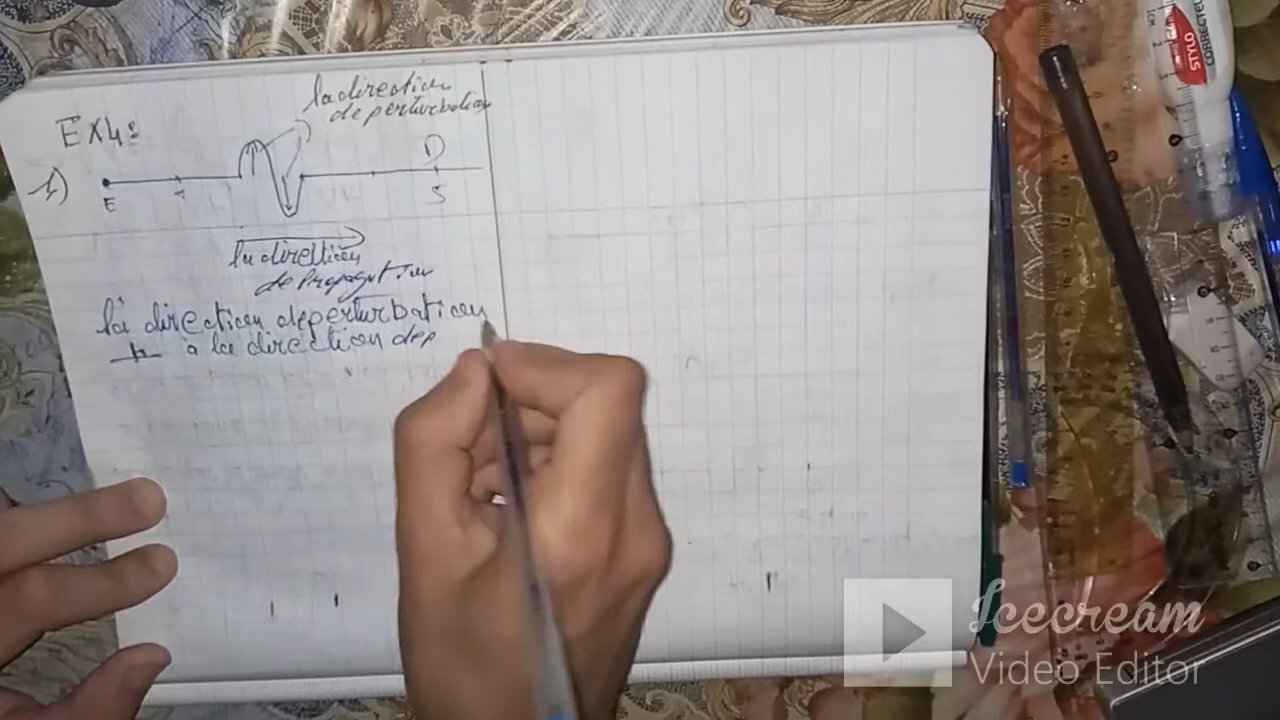 la direction
de perturbation
EX4:
1)
E
D
S
la direction
de propagation
la direction de perturbation
à la direction de p
STYLO
CORRECTEUR
Icecream
Video Editor